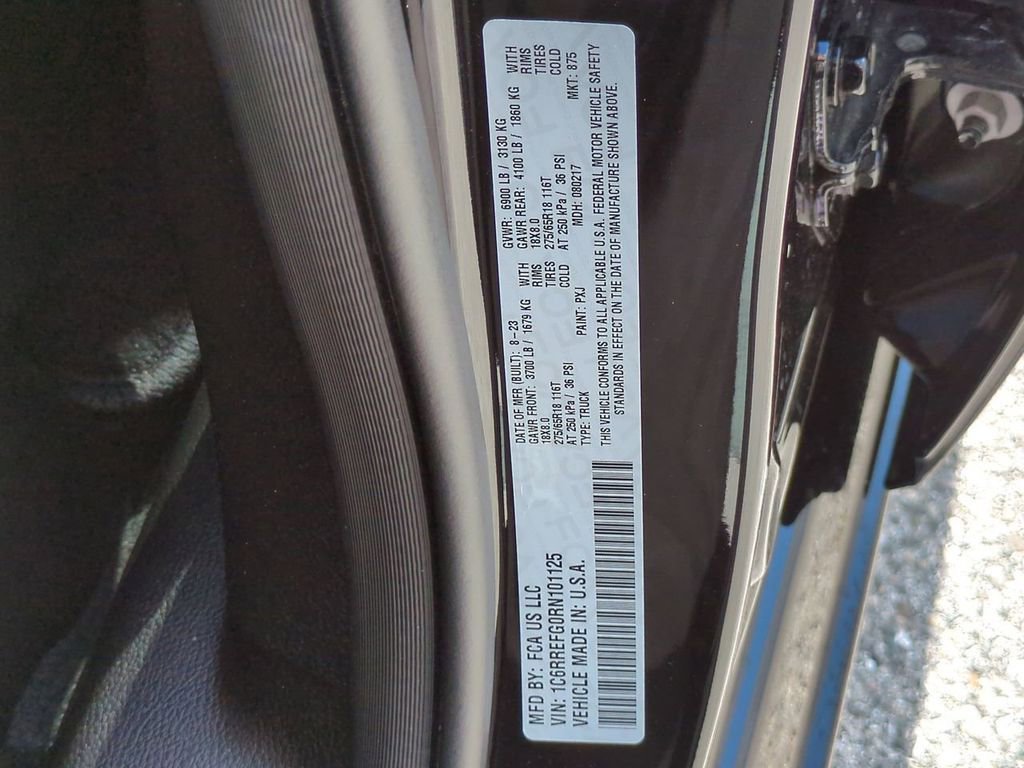 MFD BY: FCA US LLC
VIN: 1C6RREFG0RN101125
VEHICLE MADE IN: U.S.A.
DATE OF MFR (BUILT): 8-23 GVWR: 6900 LB / 3130 KG
GAWR FRONT: 3700 LB / 1679 KG WITH GAWR REAR: 4100 LB / 1860 KG WITH
18X8.0 RIMS 18X8.0 RIMS
275/65R18 116T TIRES 275/65R18 116T TIRES
AT 250 kPa / 36 PSI COLD AT 250 kPa / 36 PSI COLD
TYPE: TRUCK PAINT: PXJ MDH: 080217 MKT: 875
THIS VEHICLE CONFORMS TO ALL APPLICABLE U.S.A. FEDERAL MOTOR VEHICLE SAFETY
STANDARDS IN EFFECT ON THE DATE OF MANUFACTURE SHOWN ABOVE.